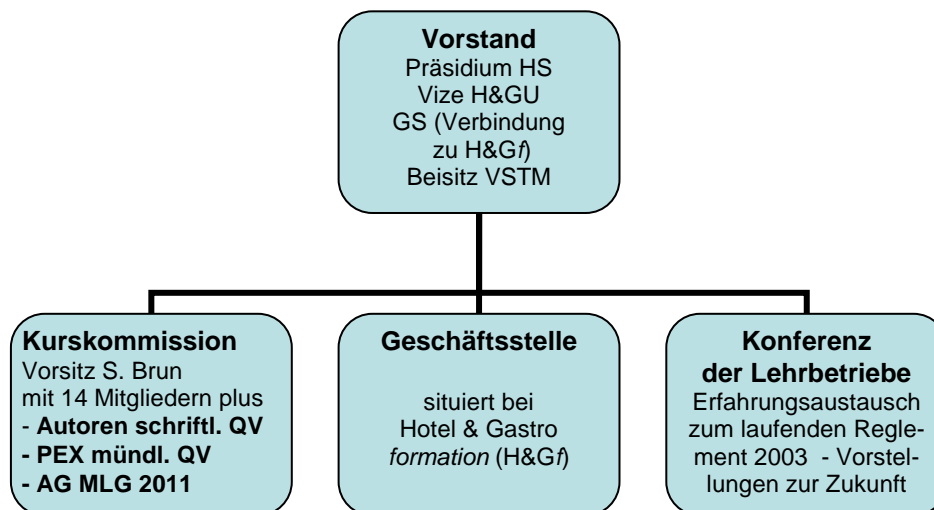 Vorstand
Präsidium HS
Vize H&GU
GS (Verbindung
zu H&Gf)
Beisitz VSTM
Kurskommission
Vorsitz S. Brun
mit 14 Mitgliedern plus
- Autoren schriftl. QV
- PEX mündl. QV
- AG MLG 2011
Geschäftsstelle
situiert bei
Hotel & Gastro
formation (H&Gf)
Konferenz
der Lehrbetriebe
Erfahrungsaustausch
zum laufenden Regle-
ment 2003 - Vorstel-
lungen zur Zukunft